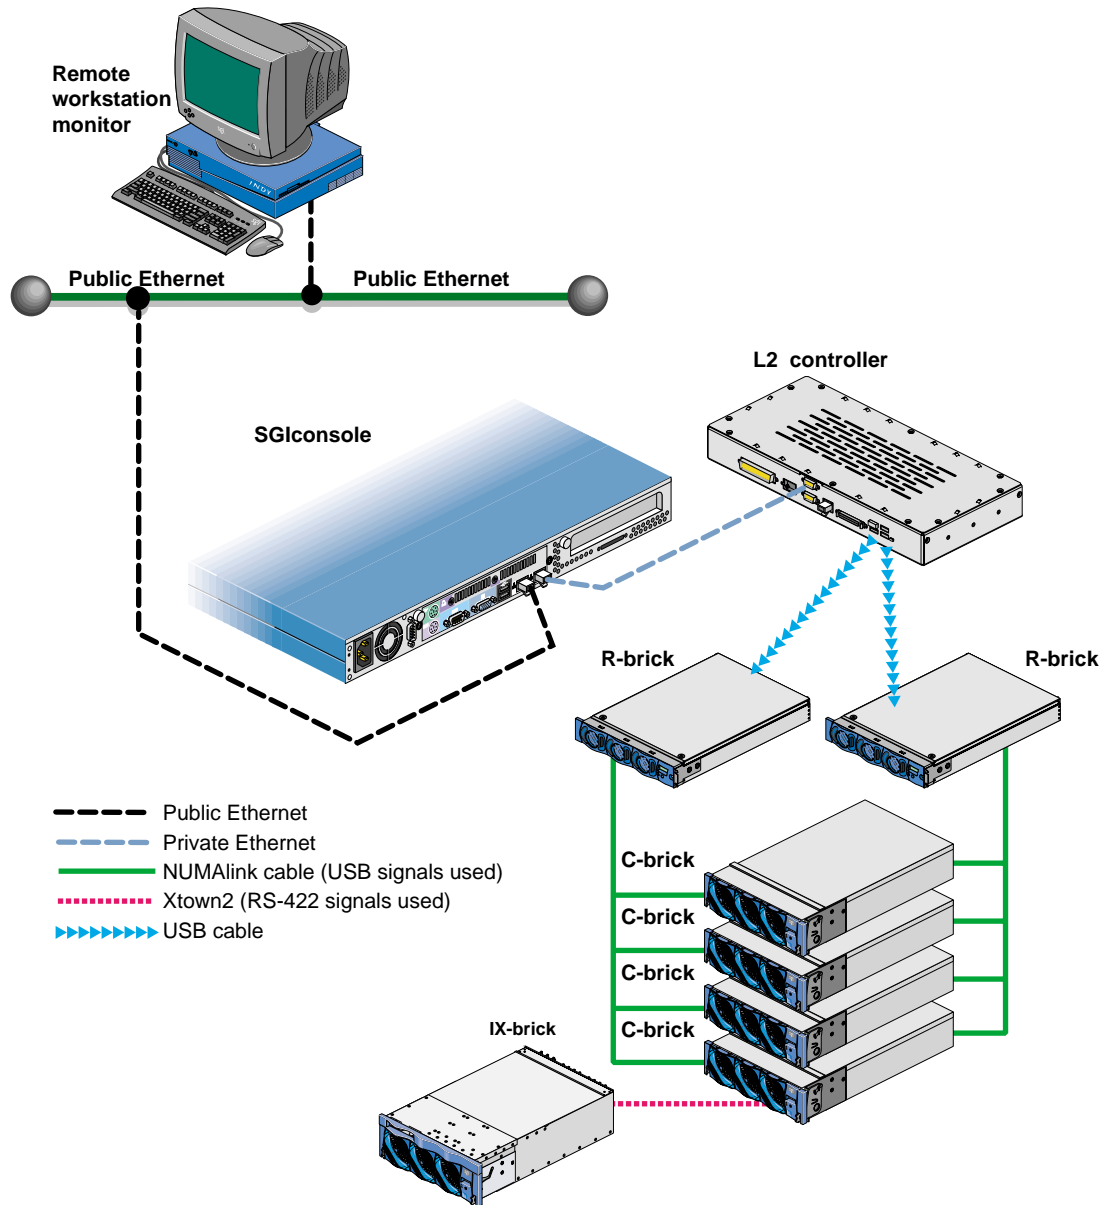 Remote
workstation
monitor
INDY
Public Ethernet
Public Ethernet
L2 controller
SGIconsole
R-brick
R-brick
Public Ethernet
Private Ethernet
NUMAlink cable (USB signals used)
Xtown2 (RS-422 signals used)
USB cable
C-brick
C-brick
C-brick
C-brick
IX-brick